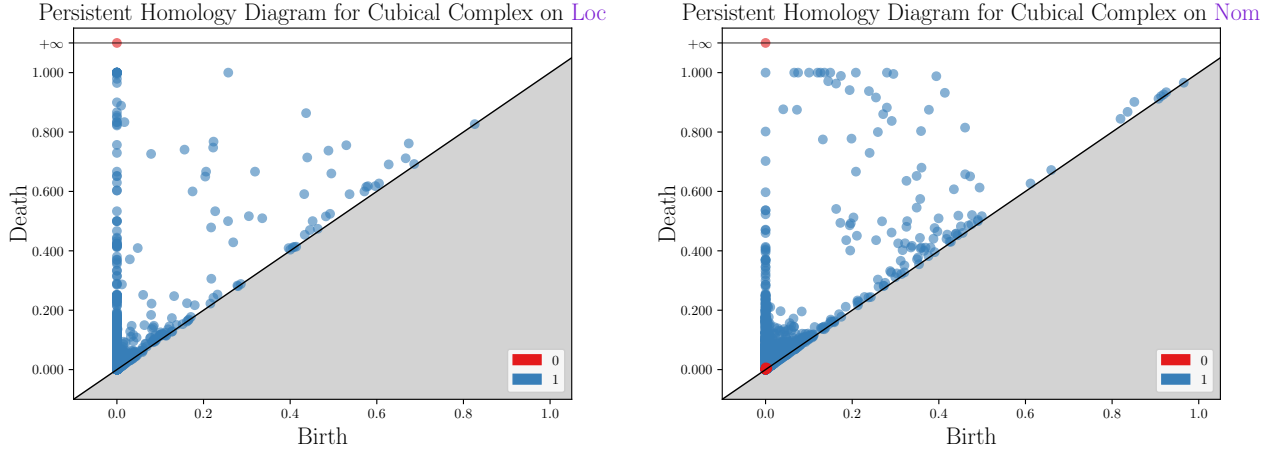 Persistent Homology Diagram for Cubical Complex on Loc
+∞
1.000
0.800
0.600
0.400
0.200
0.000
Death
0.0 0.2 0.4 0.6 0.8 1.0
Birth
0
1
Persistent Homology Diagram for Cubical Complex on Nom
+∞
1.000
0.800
0.600
0.400
0.200
0.000
Death
0.0 0.2 0.4 0.6 0.8 1.0
Birth
0
1